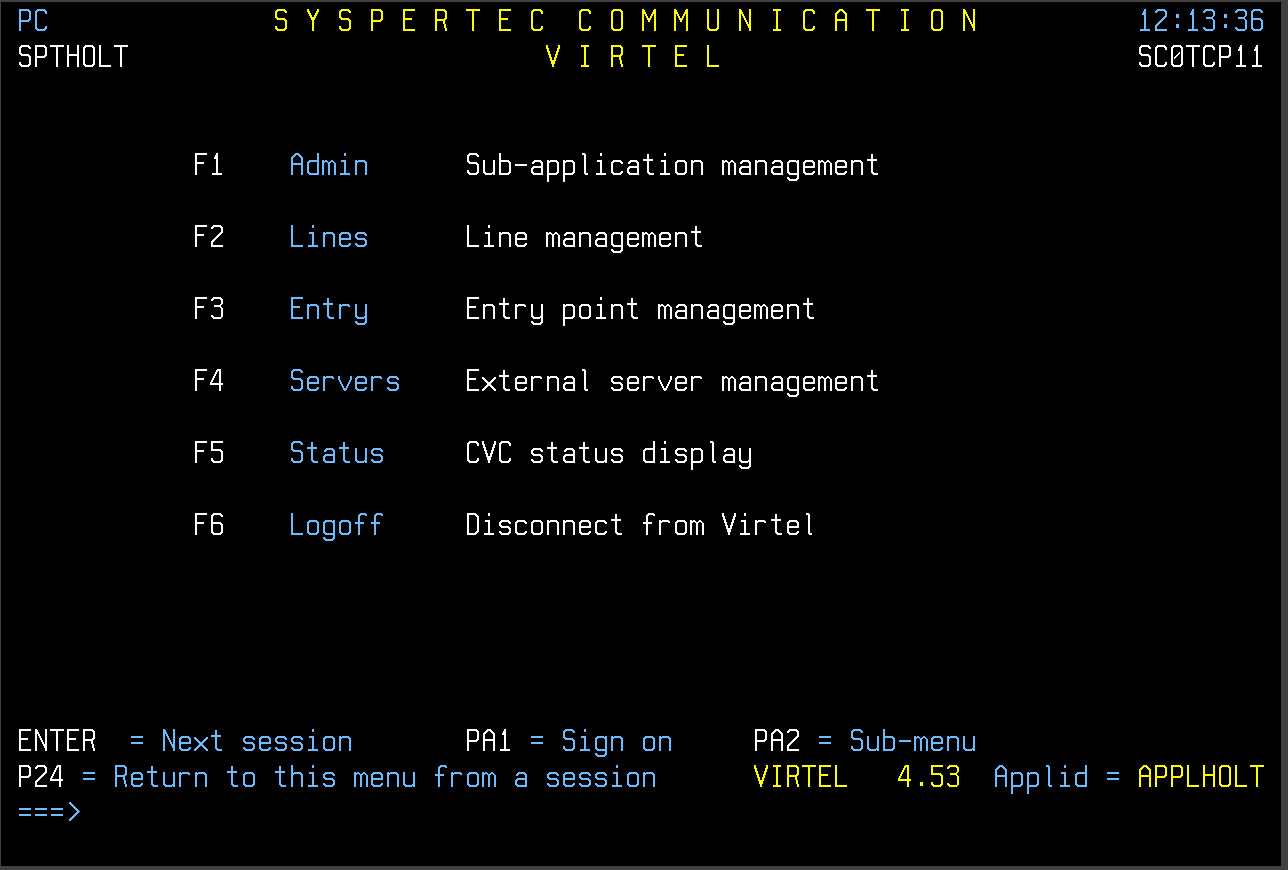 PC S Y S P E R T E C  C O M M U N I C A T I O N 12:13:36
SPTHOLT V I R T E L SC0TCP11
F1 Admin Sub-application management
F2 Lines Line management
F3 Entry Entry point management
F4 Servers External server management
F5 Status CVC status display
F6 Logoff Disconnect from Virtel
ENTER = Next session PA1 = Sign on PA2 = Sub-menu
P24 = Return to this menu from a session VIRTEL 4.53 Applid = APPLHOLT
===>